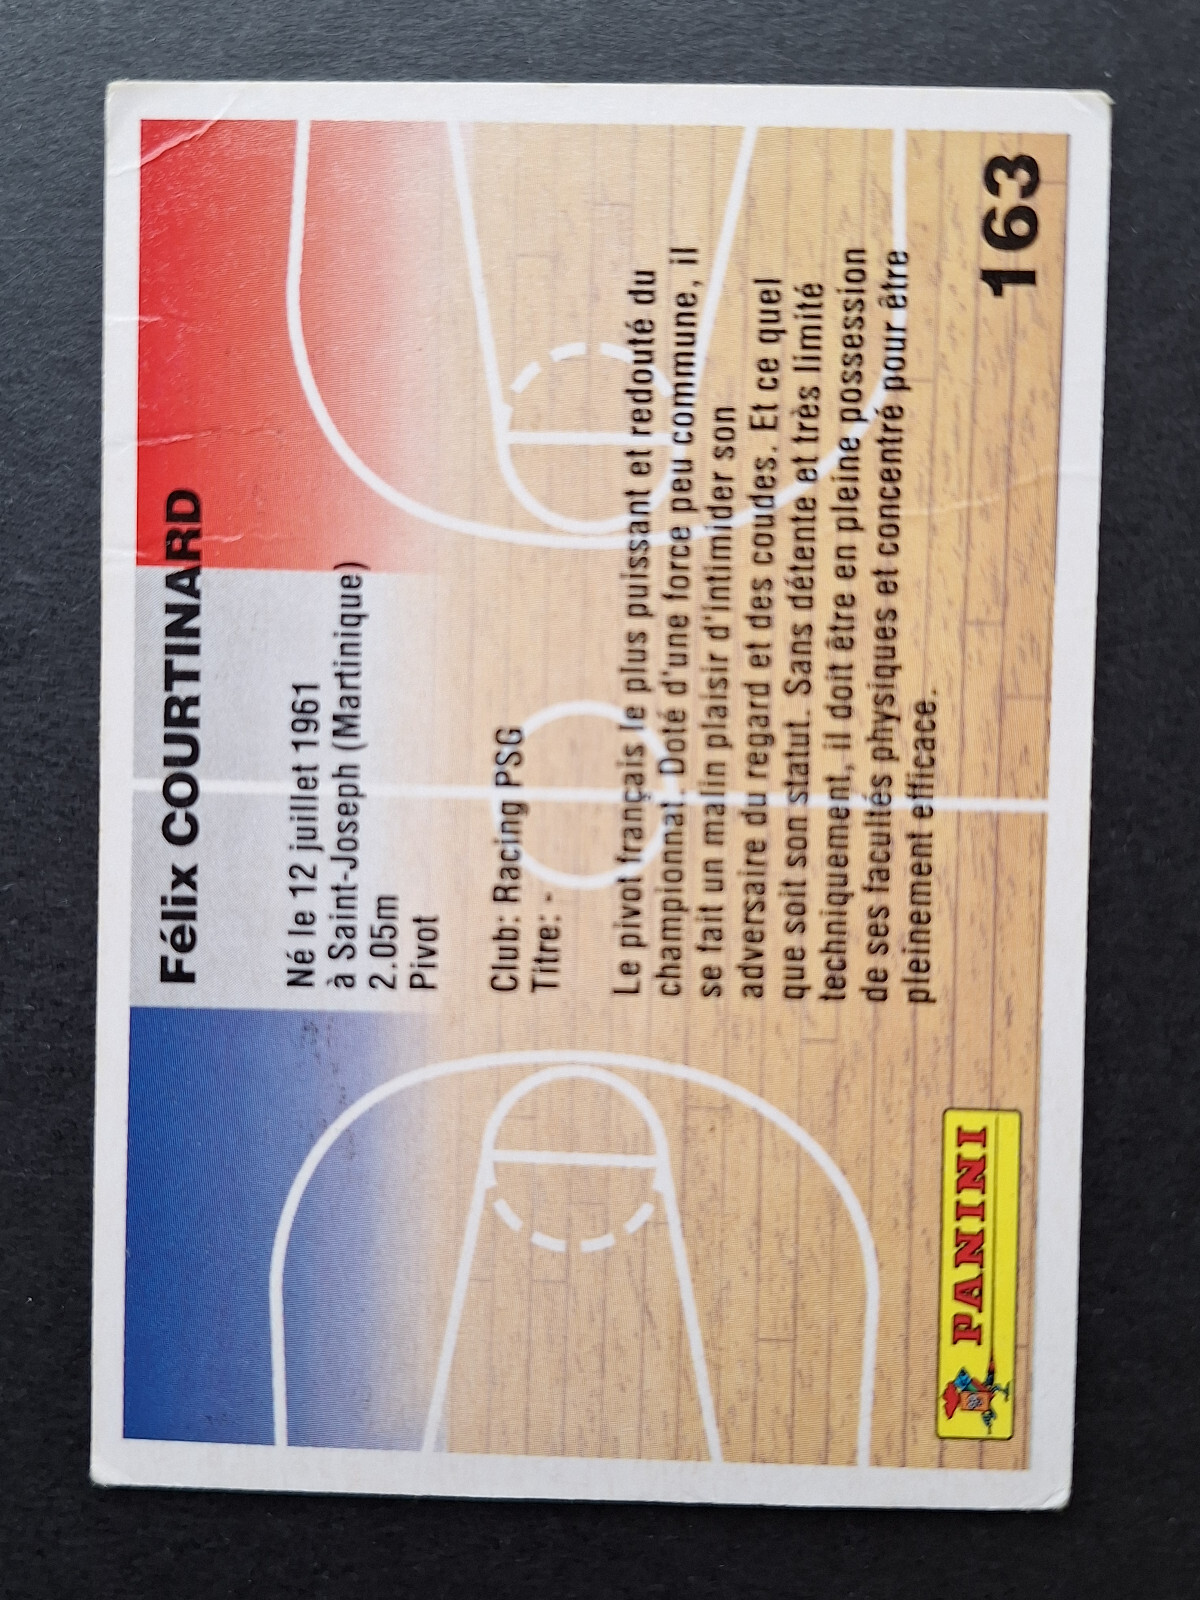 Félix COURTINARD
Né le 12 juillet 1961
à Saint-Joseph (Martinique)
2.05m
Pivot
Club: Racing PSG
Titre: -
Le pivot français le plus puissant et redouté du
championnat. Doté d'une force peu commune, il
se fait un malin plaisir d'intimider son
adversaire du regard et des coudes. Et ce quel
que soit son statut. Sans détente et très limité
techniquement, il doit être en pleine possession
de ses facultés physiques et concentré pour être
pleinement efficace.
PANINI
163